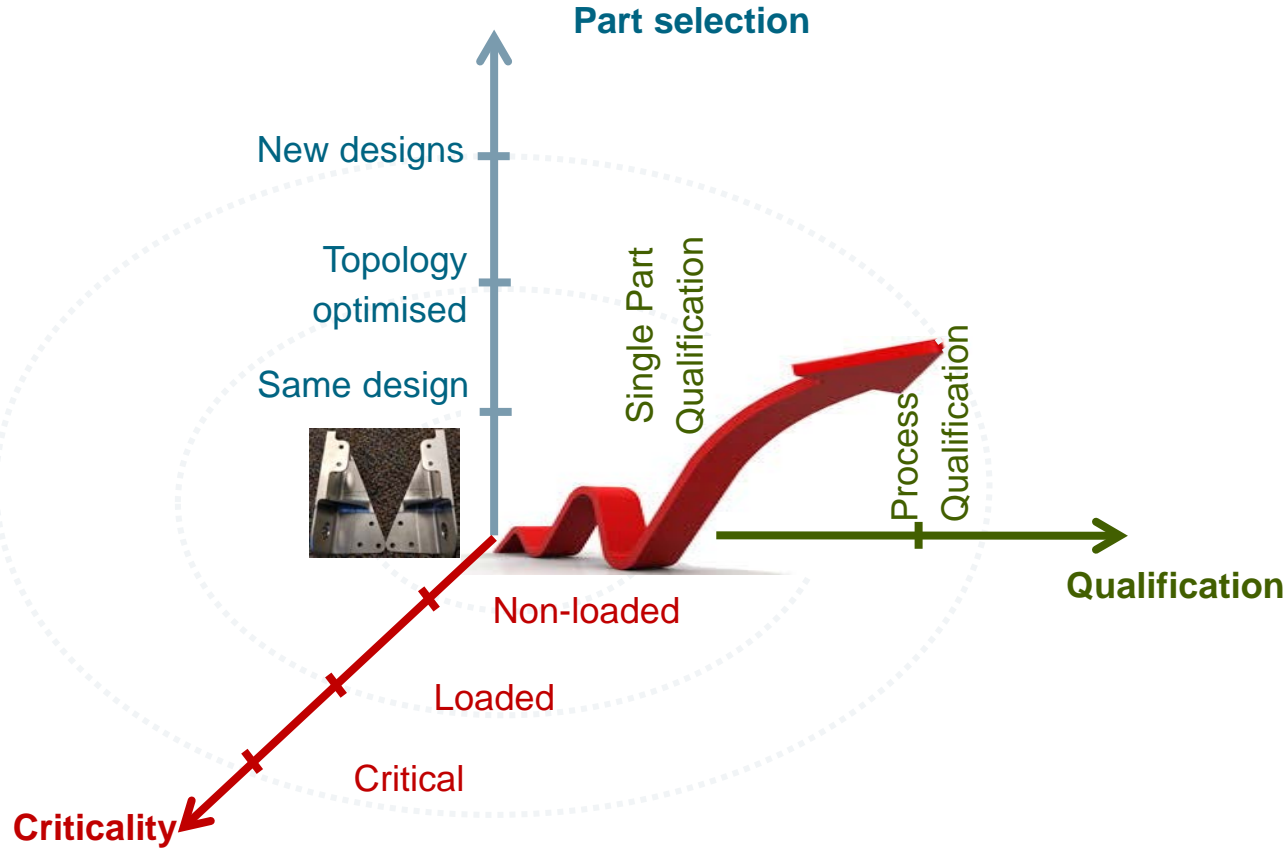 Part selection
New designs
Topology
optimised
Same design
Single Part
Qualification
Process
Qualification
Qualification
Non-loaded
Loaded
Critical
Criticality